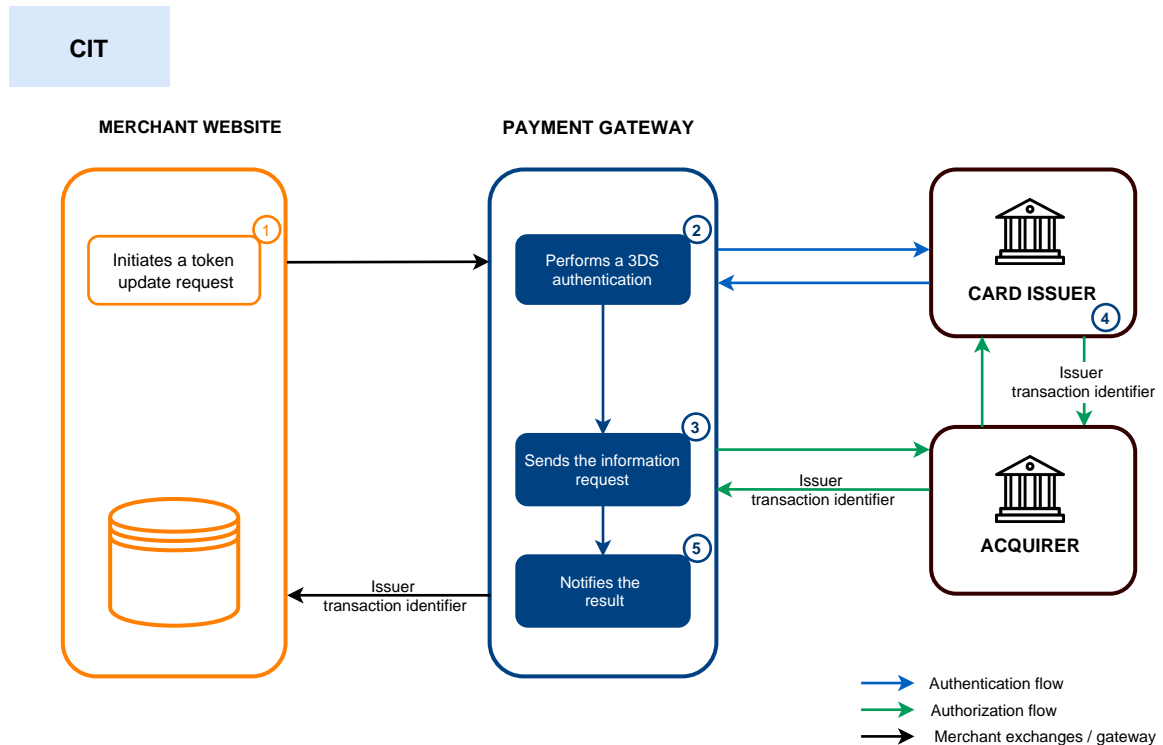 CIT
MERCHANT WEBSITE
PAYMENT GATEWAY
1
Initiates a token
update request
2
Performs a 3DS
authentication
CARD ISSUER
4
Issuer
transaction identifier
3
Sends the information
request
Issuer
transaction identifier
ACQUIRER
5
Notifies the
result
Issuer
transaction identifier
Authentication flow
Authorization flow
Merchant exchanges / gateway